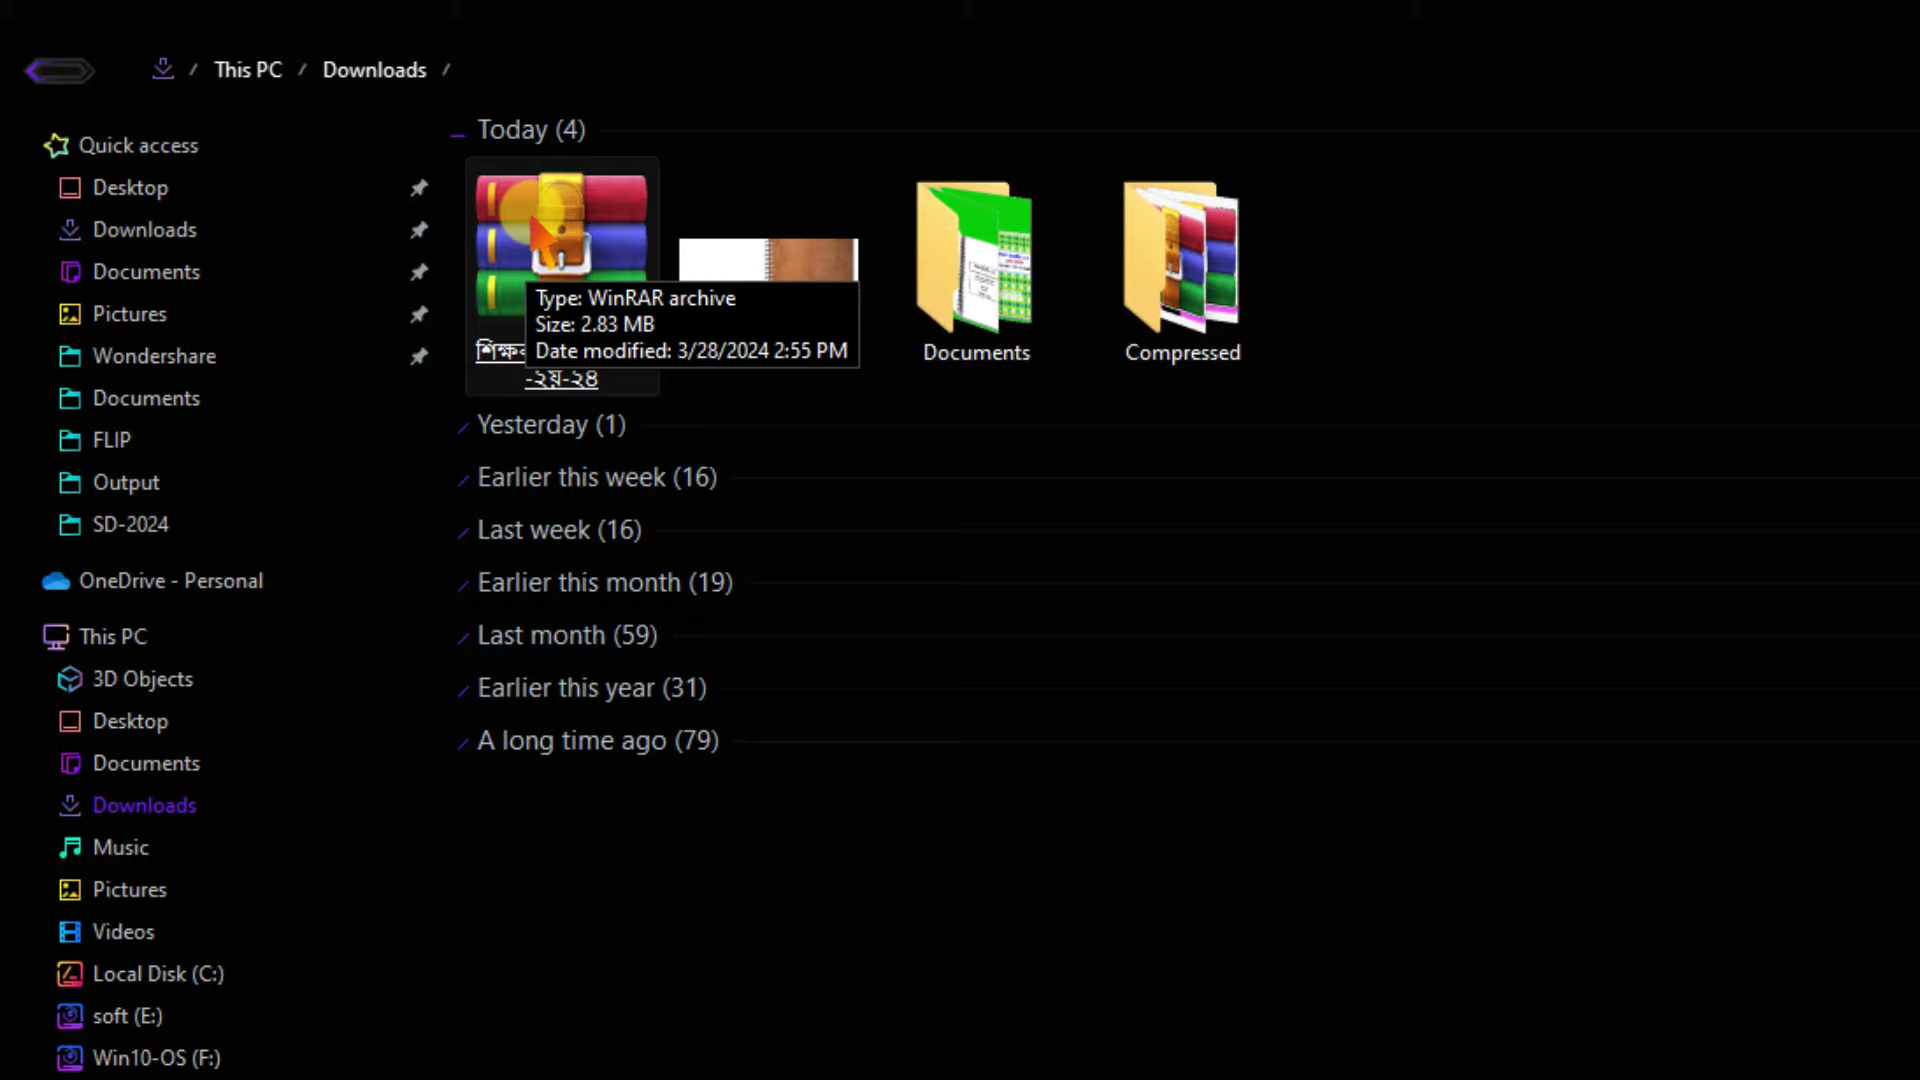 / This PC / Downloads /
Quick access
Desktop
Downloads
Documents
Pictures
Wondershare
Documents
FLIP
Output
SD-2024
OneDrive - Personal
This PC
3D Objects
Desktop
Documents
Downloads
Music
Pictures
Videos
Local Disk (C:)
soft (E:)
Win10-OS (F:)
Today (4)
Type: WinRAR archive
Size: 2.83 MB
Date modified: 3/28/2024 2:55 PM
-২য়-২৪
Documents
Compressed
Yesterday (1)
Earlier this week (16)
Last week (16)
Earlier this month (19)
Last month (59)
Earlier this year (31)
A long time ago (79)